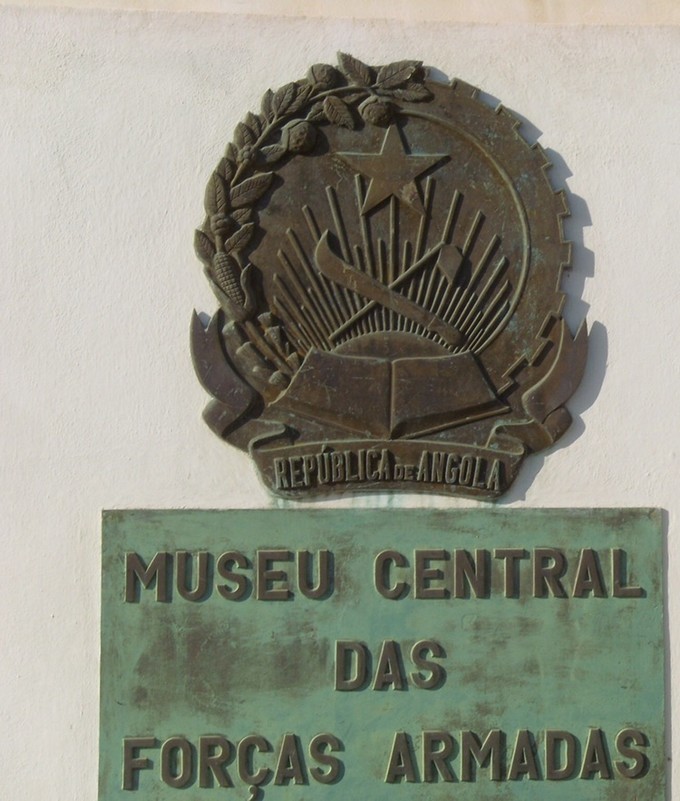 REPÚBLICA DE ANGOLA
MUSEU CENTRAL
DAS
FORÇAS ARMADAS